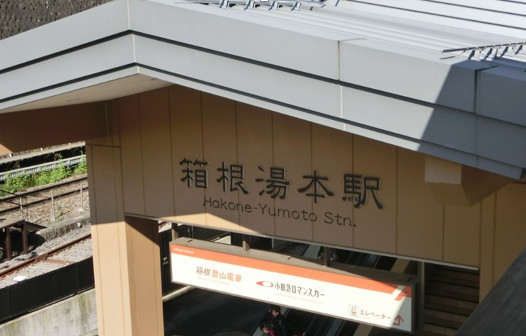 箱根湯本駅
Hakone-Yumoto Stn.
箱根登山電車
小田急ロマンスカー
エレベーター